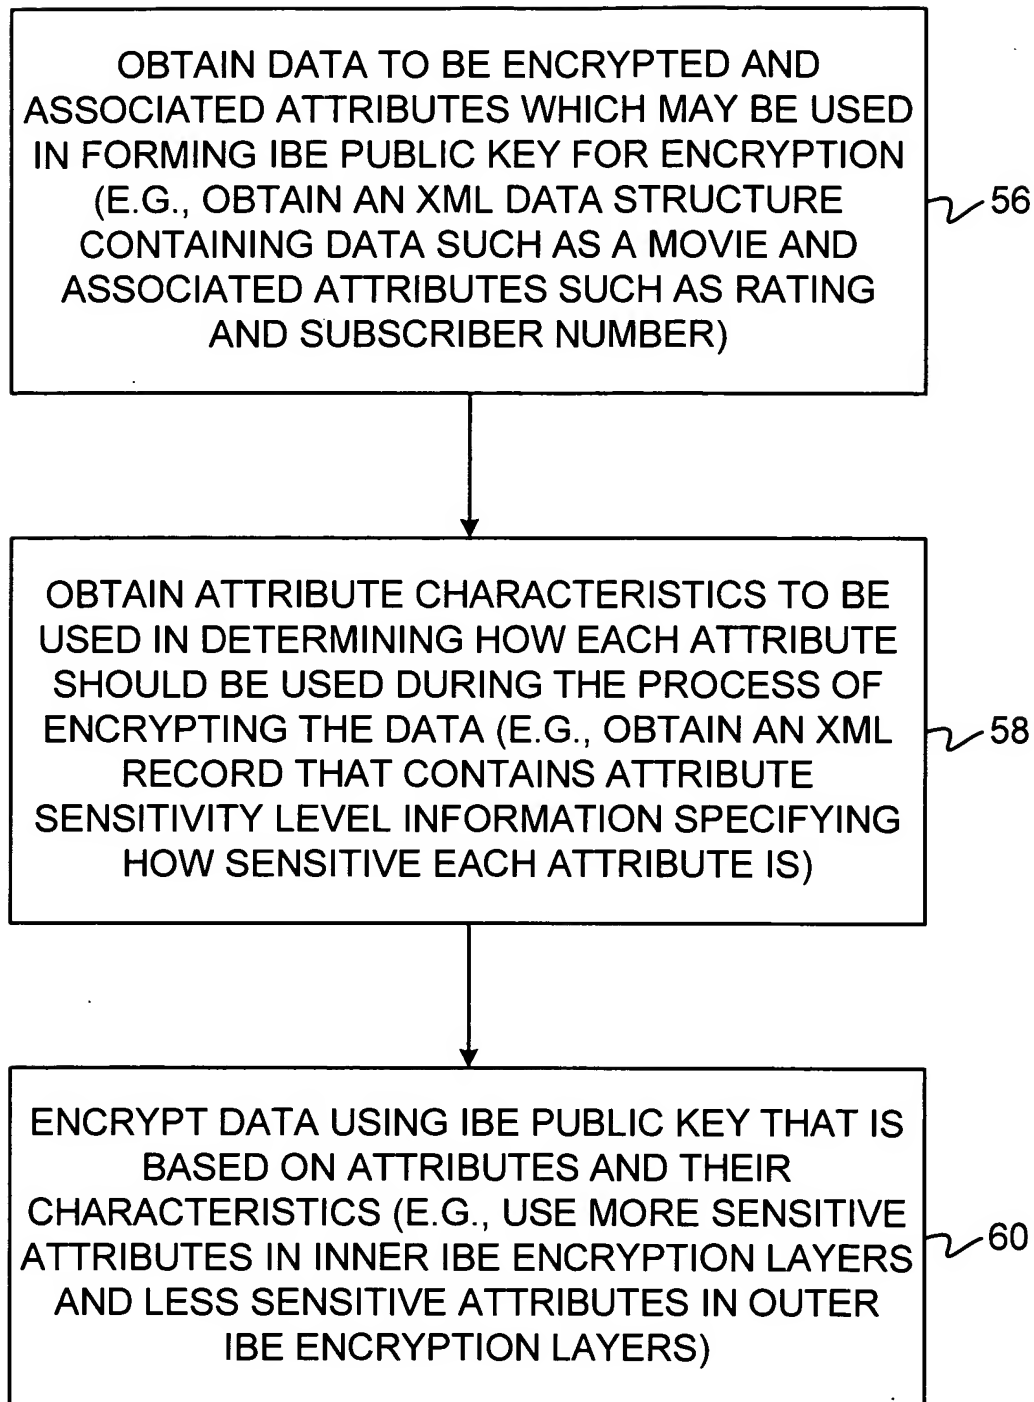 OBTAIN DATA TO BE ENCRYPTED AND
ASSOCIATED ATTRIBUTES WHICH MAY BE USED
IN FORMING IBE PUBLIC KEY FOR ENCRYPTION
(E.G., OBTAIN AN XML DATA STRUCTURE
CONTAINING DATA SUCH AS A MOVIE AND
ASSOCIATED ATTRIBUTES SUCH AS RATING
AND SUBSCRIBER NUMBER)
56
OBTAIN ATTRIBUTE CHARACTERISTICS TO BE
USED IN DETERMINING HOW EACH ATTRIBUTE
SHOULD BE USED DURING THE PROCESS OF
ENCRYPTING THE DATA (E.G., OBTAIN AN XML
RECORD THAT CONTAINS ATTRIBUTE
SENSITIVITY LEVEL INFORMATION SPECIFYING
HOW SENSITIVE EACH ATTRIBUTE IS)
58
ENCRYPT DATA USING IBE PUBLIC KEY THAT IS
BASED ON ATTRIBUTES AND THEIR
CHARACTERISTICS (E.G., USE MORE SENSITIVE
ATTRIBUTES IN INNER IBE ENCRYPTION LAYERS
AND LESS SENSITIVE ATTRIBUTES IN OUTER
IBE ENCRYPTION LAYERS)
60